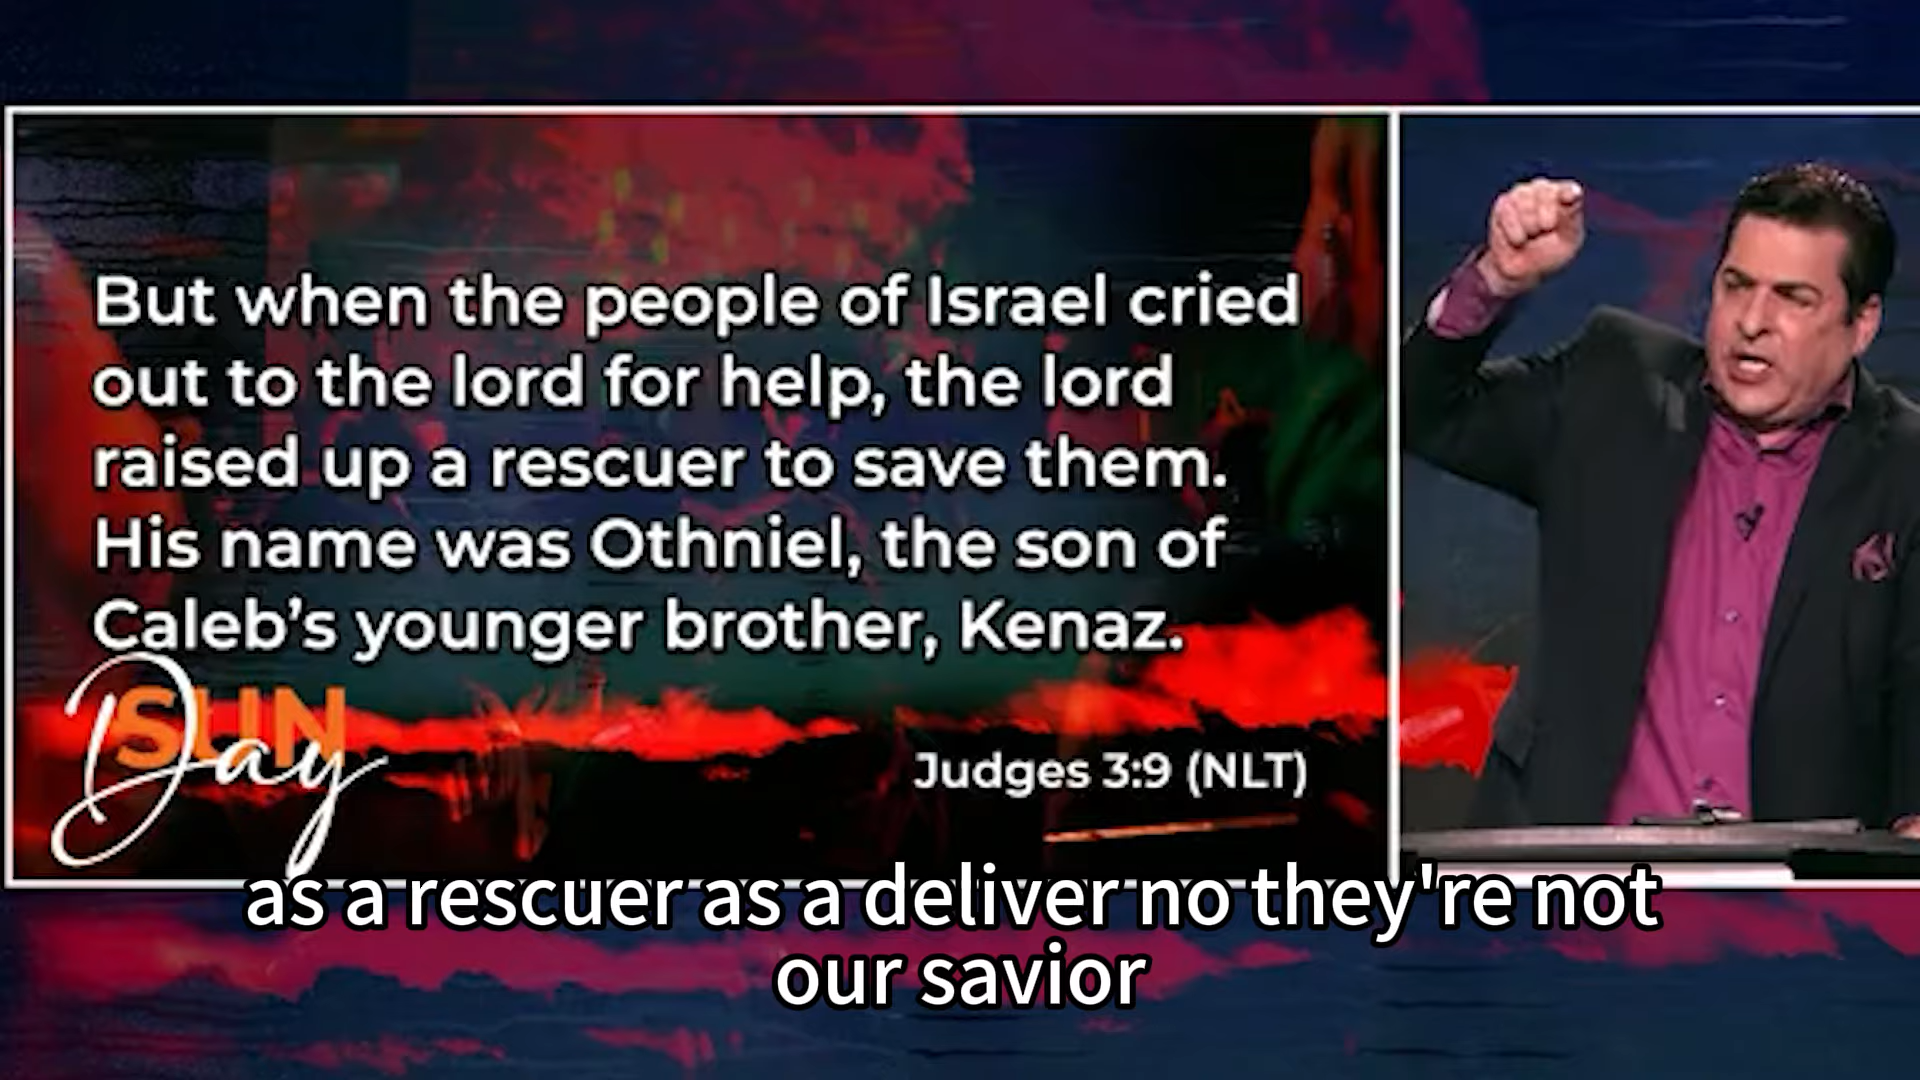 But when the people of Israel cried
out to the lord for help, the lord
raised up a rescuer to save them.
His name was Othniel, the son of
Caleb’s younger brother, Kenaz.
SUN
Day
Judges 3:9 (NLT)
as a rescuer as a deliver no they're not
our savior